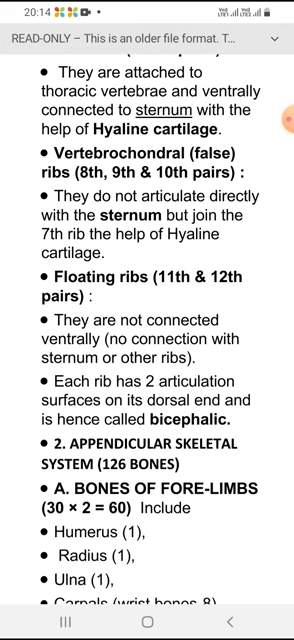 20:14
READ-ONLY – This is an older file format. T...
• They are attached to
thoracic vertebrae and ventrally
connected to sternum with the
help of Hyaline cartilage.
• Vertebrochondral (false)
ribs (8th, 9th & 10th pairs) :
• They do not articulate directly
with the sternum but join the
7th rib the help of Hyaline
cartilage.
• Floating ribs (11th & 12th
pairs) :
• They are not connected
ventrally (no connection with
sternum or other ribs).
• Each rib has 2 articulation
surfaces on its dorsal end and
is hence called bicephalic.
• 2. APPENDICULAR SKELETAL
SYSTEM (126 BONES)
• A. BONES OF FORE-LIMBS
(30 × 2 = 60) Include
• Humerus (1),
• Radius (1),
• Ulna (1),
• Carpals (wrist bones 8)